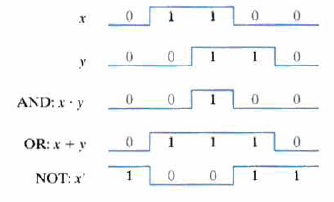 x 0 1 1 0 0
y 0 0 1 1 0
AND: x · y 0 0 1 0 0
OR: x + y 0 1 1 1 0
NOT: x' 1 0 0 1 1